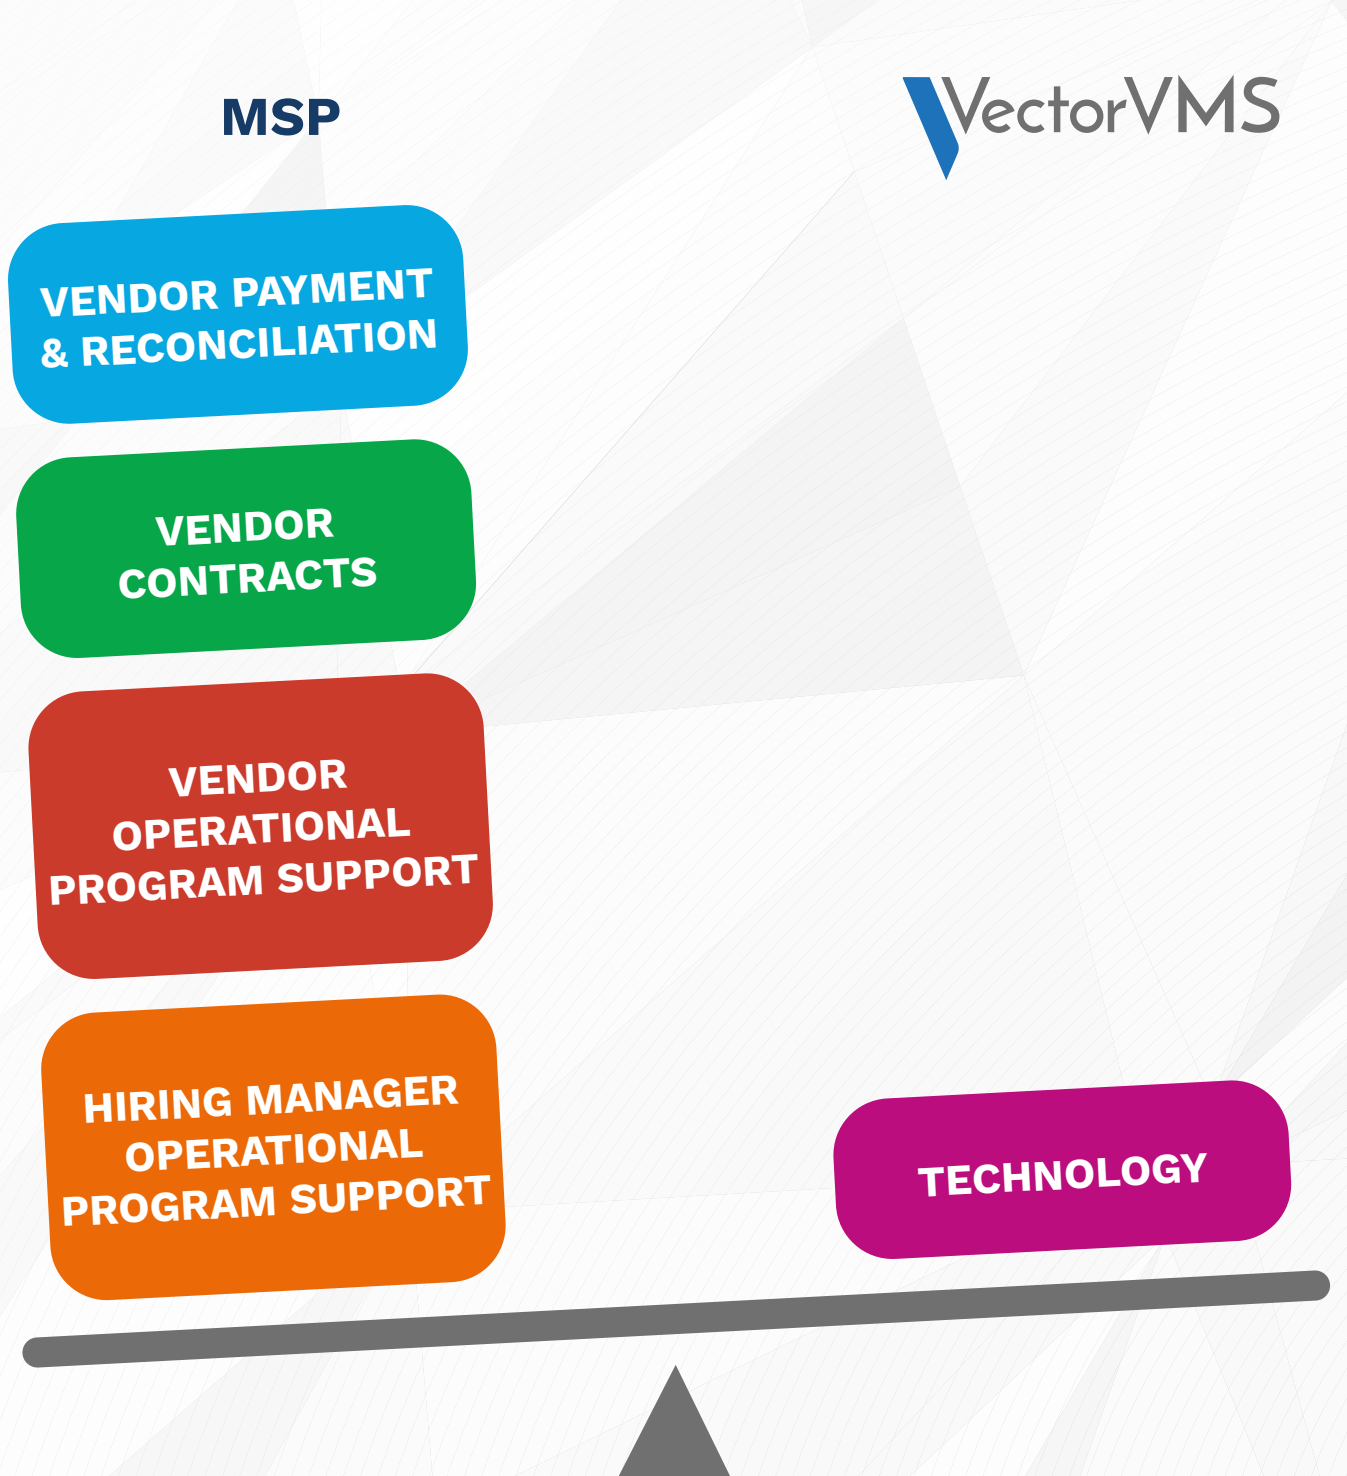 MSP
VectorVMS
VENDOR PAYMENT
& RECONCILIATION
VENDOR
CONTRACTS
VENDOR
OPERATIONAL
PROGRAM SUPPORT
HIRING MANAGER
OPERATIONAL
PROGRAM SUPPORT
TECHNOLOGY